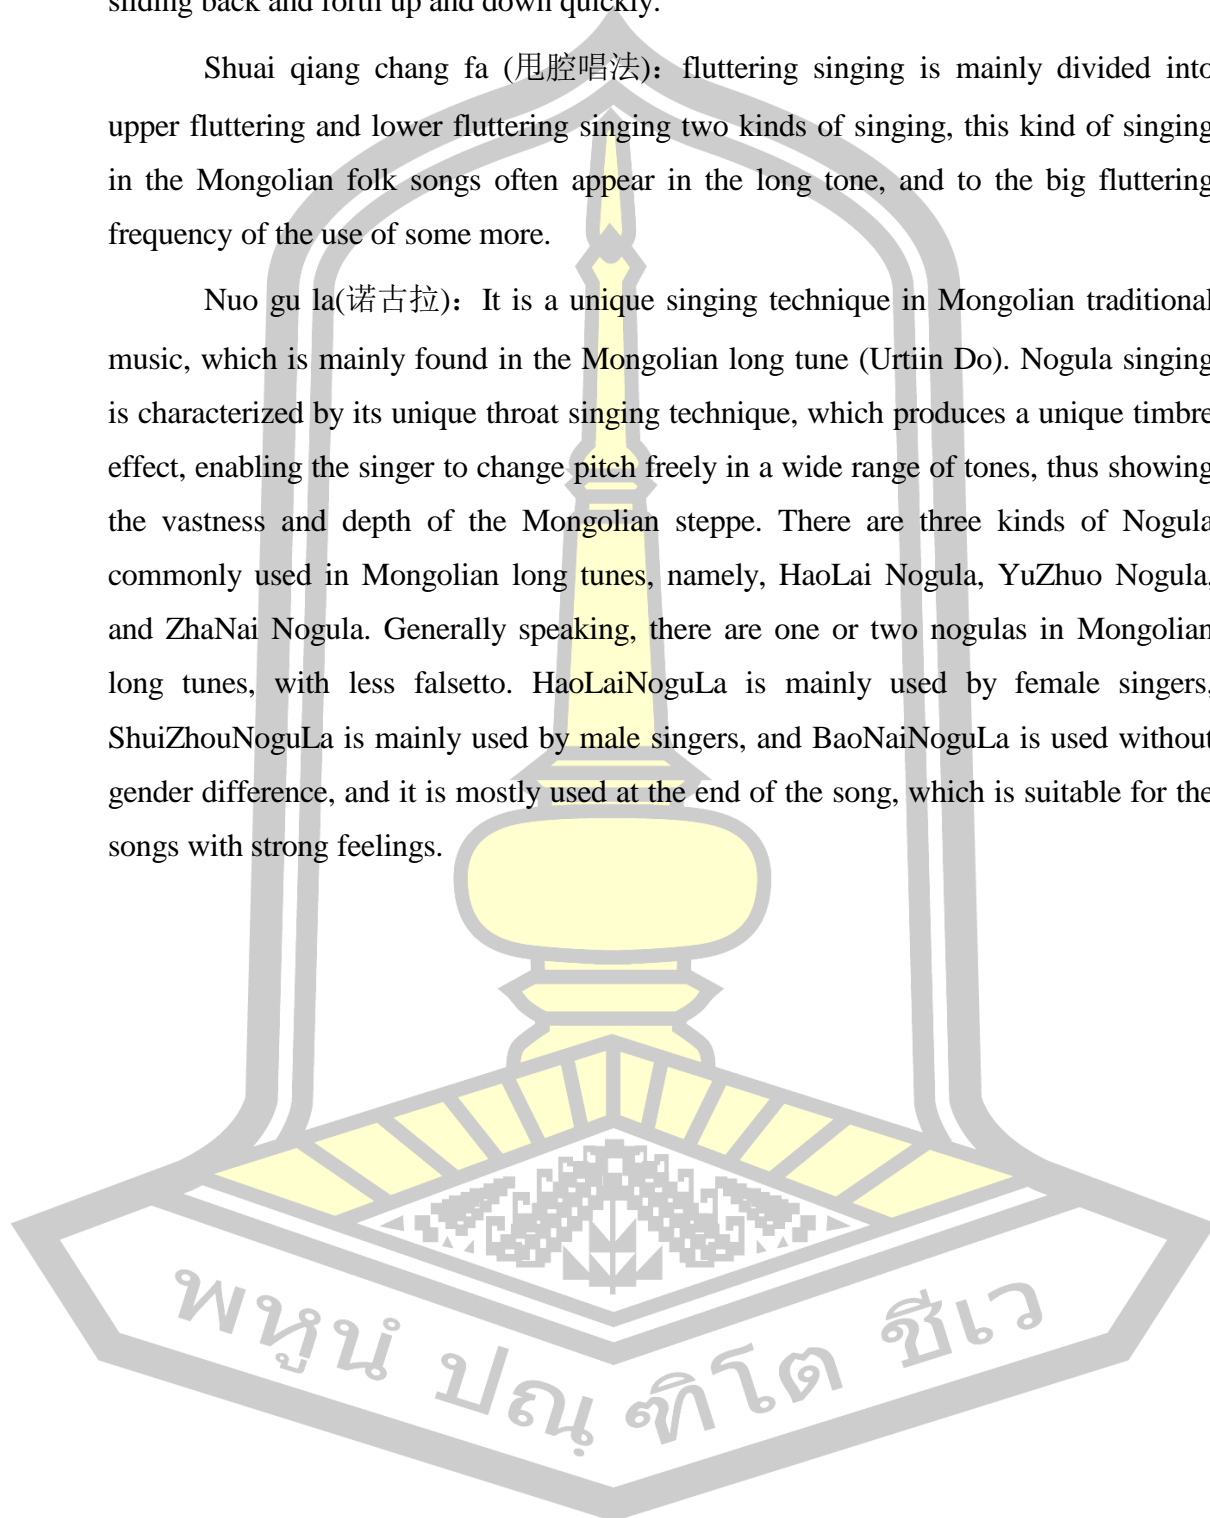 sliding back and forth up and down quickly.
Shuai qiang chang fa (甩腔唱法): fluttering singing is mainly divided into
upper fluttering and lower fluttering singing two kinds of singing, this kind of singing
in the Mongolian folk songs often appear in the long tone, and to the big fluttering
frequency of the use of some more.
Nuo gu la(诺古拉): It is a unique singing technique in Mongolian traditional
music, which is mainly found in the Mongolian long tune (Urtiin Do). Nogula singing
is characterized by its unique throat singing technique, which produces a unique timbre
effect, enabling the singer to change pitch freely in a wide range of tones, thus showing
the vastness and depth of the Mongolian steppe. There are three kinds of Nogula
commonly used in Mongolian long tunes, namely, HaoLai Nogula, YuZhuo Nogula,
and ZhaNai Nogula. Generally speaking, there are one or two nogulas in Mongolian
long tunes, with less falsetto. HaoLaiNoguLa is mainly used by female singers,
ShuiZhouNoguLa is mainly used by male singers, and BaoNaiNoguLa is used without
gender difference, and it is mostly used at the end of the song, which is suitable for the
songs with strong feelings.
พหูนํ ปณฺฑิโต ชีเว